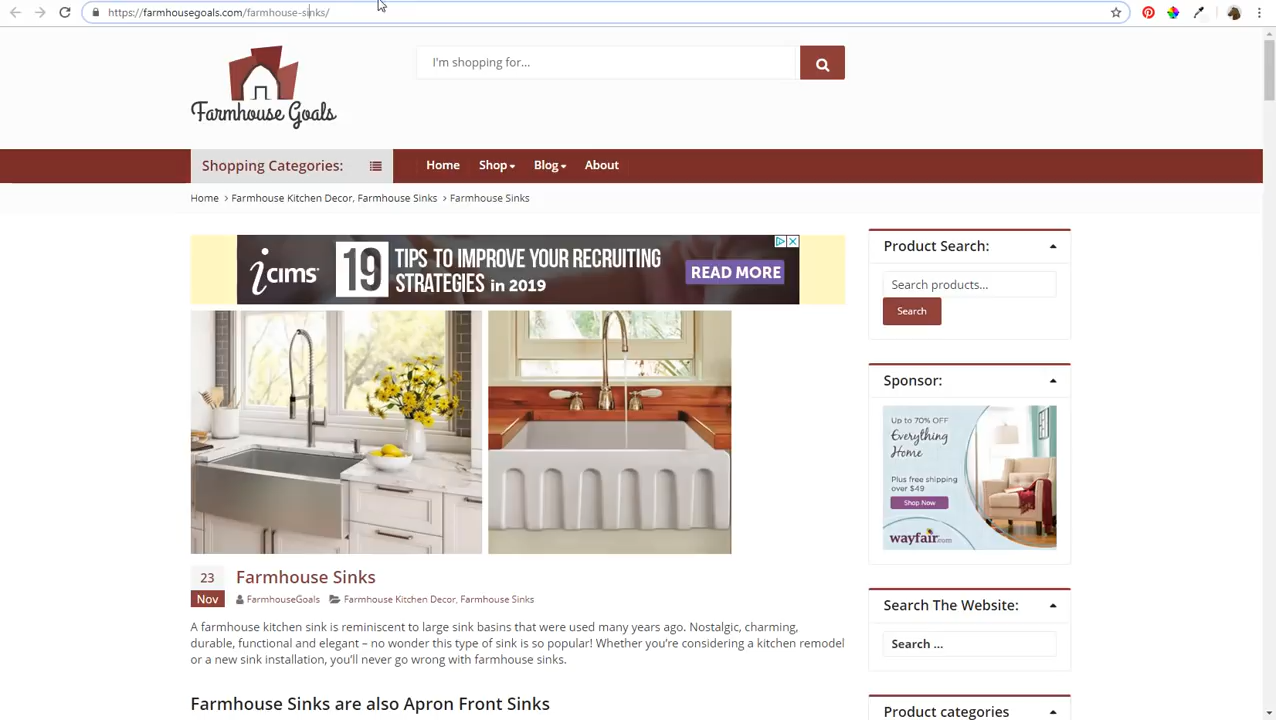 https://farmhousegoals.com/farmhouse-sinks/
Farmhouse Goals
I'm shopping for...
Shopping Categories:
Home
Shop
Blog
About
Home › Farmhouse Kitchen Decor, Farmhouse Sinks › Farmhouse Sinks
iCIMS
19
TIPS TO IMPROVE YOUR RECRUITING
STRATEGIES in 2019
READ MORE
23
Nov
Farmhouse Sinks
FarmhouseGoals
Farmhouse Kitchen Decor, Farmhouse Sinks
A farmhouse kitchen sink is reminiscent to large sink basins that were used many years ago. Nostalgic, charming,
durable, functional and elegant – no wonder this type of sink is so popular! Whether you're considering a kitchen remodel
or a new sink installation, you'll never go wrong with farmhouse sinks.
Farmhouse Sinks are also Apron Front Sinks
Product Search:
Search products...
Search
Sponsor:
Up to 70% OFF
Everything
Home
Plus free shipping
over $49
Shop Now
wayfair.com
Search The Website:
Search ...
Product categories